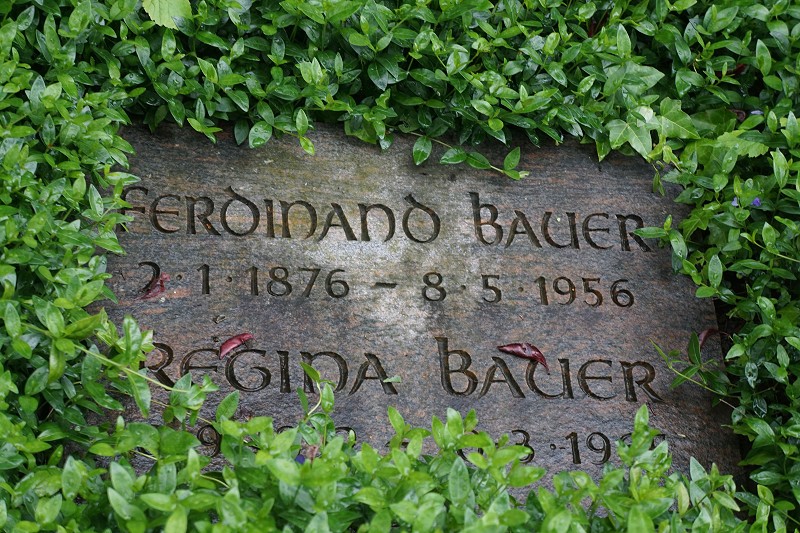 FERDINAND BAUER
2·1·1876 – 8·5·1956
REGINA BAUER